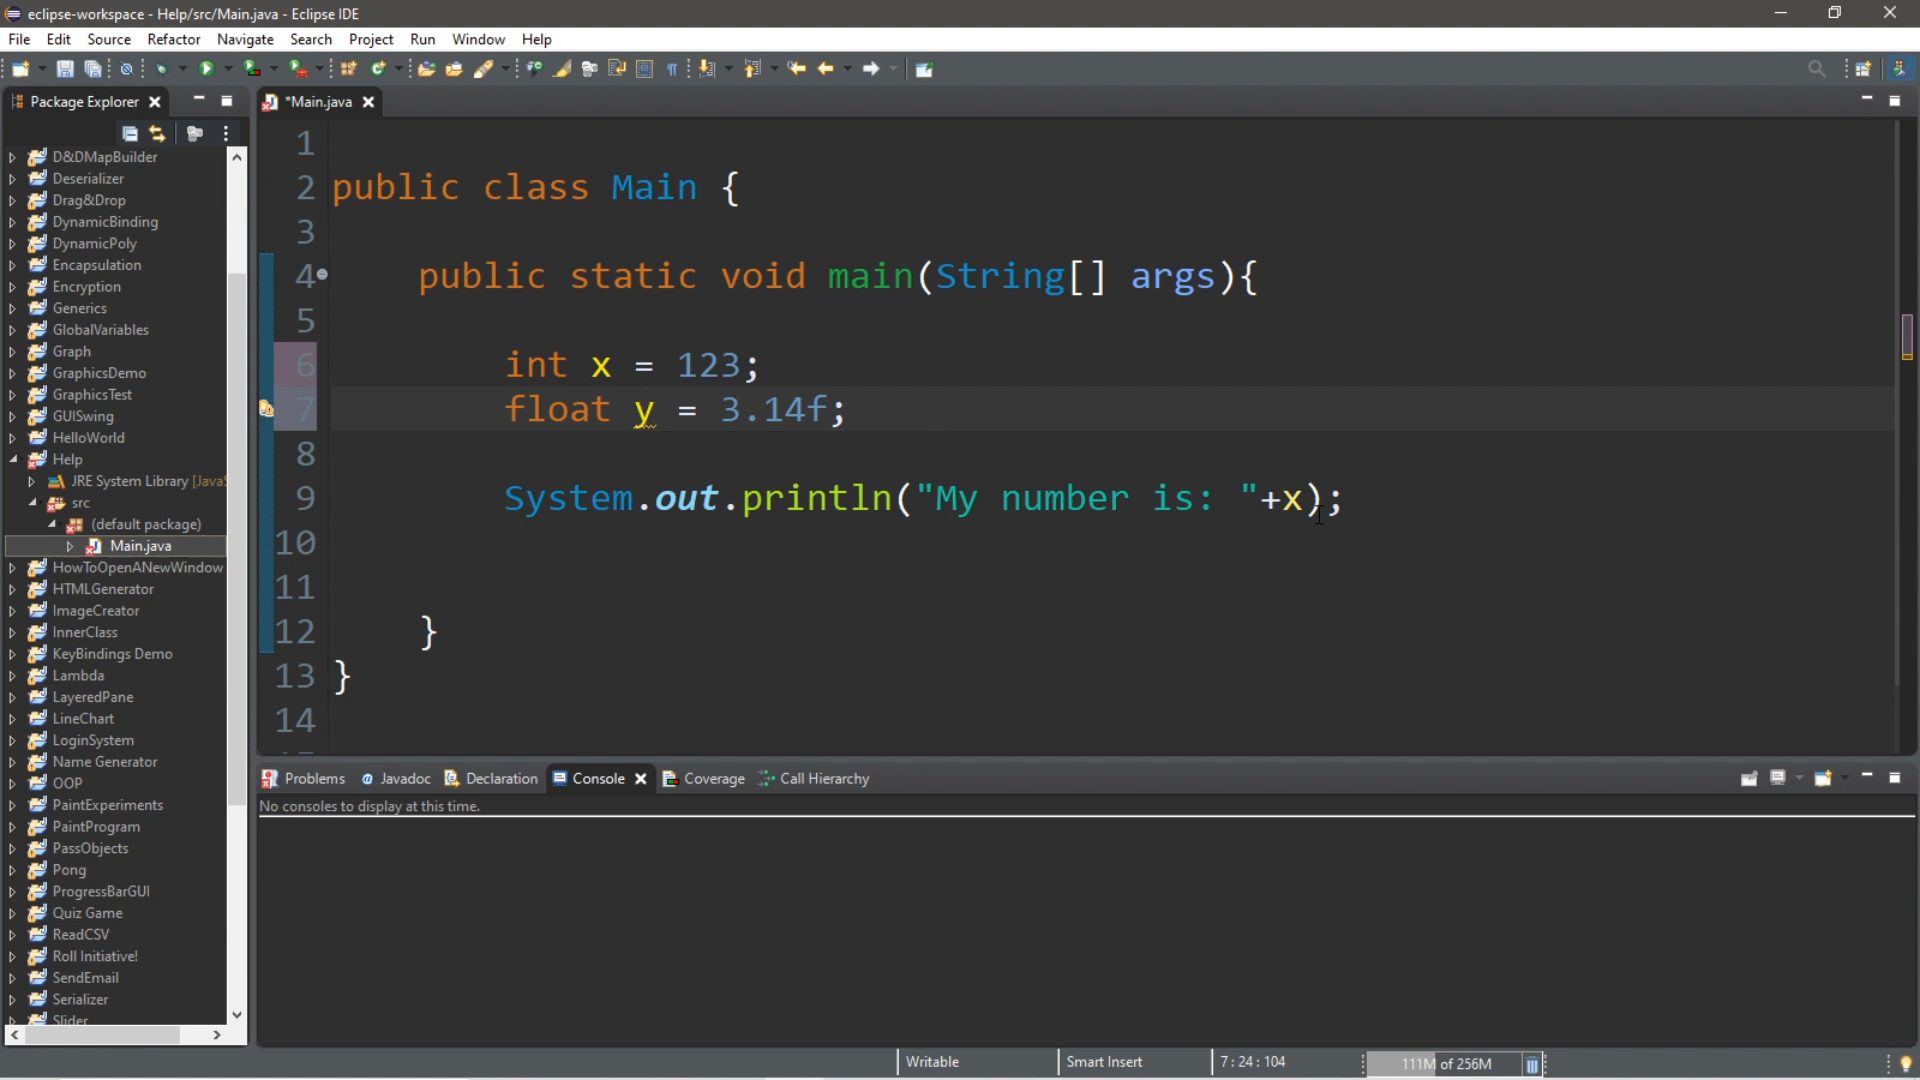 eclipse-workspace - Help/src/Main.java - Eclipse IDE
File Edit Source Refactor Navigate Search Project Run Window Help
Package Explorer
*Main.java
D&DMapBuilder
Deserializer
Drag&Drop
DynamicBinding
DynamicPoly
Encapsulation
Encryption
Generics
GlobalVariables
Graph
GraphicsDemo
GraphicsTest
GUISwing
HelloWorld
Help
JRE System Library [JavaS
src
(default package)
Main.java
HowToOpenANewWindow
HTMLGenerator
ImageCreator
InnerClass
KeyBindings Demo
Lambda
LayeredPane
LineChart
LoginSystem
Name Generator
OOP
PaintExperiments
PaintProgram
PassObjects
Pong
ProgressBarGUI
Quiz Game
ReadCSV
Roll Initiative!
SendEmail
Serializer
Slider
1
2 public class Main {
3
4 public static void main(String[] args){
5
6 int x = 123;
7 float y = 3.14f;
8
9 System.out.println("My number is: "+x);
10
11
12 }
13 }
14
Problems Javadoc Declaration Console Coverage Call Hierarchy
No consoles to display at this time.
Writable Smart Insert 7 : 24 : 104 111M of 256M